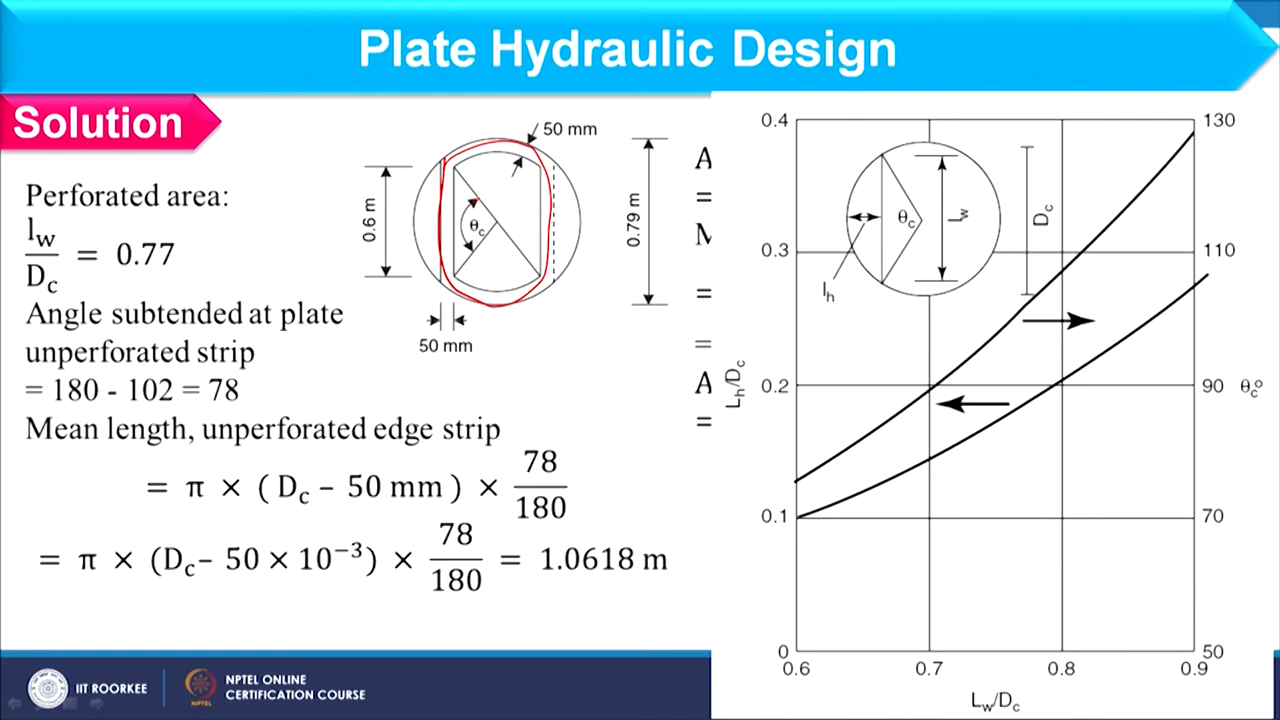 Plate Hydraulic Design
Solution
Perforated area:
l_w / D_c = 0.77
Angle subtended at plate
unperforated strip
= 180 - 102 = 78
Mean length, unperforated edge strip
= π × ( D_c – 50 mm ) × 78/180
= π × (D_c – 50 × 10⁻³) × 78/180 = 1.0618 m
50 mm
0.6 m
θ_c
0.79 m
50 mm
A
=
=
=
A
=
0.4
0.3
0.2
0.1
0
L_h/D_c
130
110
90
70
50
θ_c°
θ_c
l_w
D_c
l_h
0.6
0.7
0.8
0.9
L_w/D_c
IIT ROORKEE
NPTEL
NPTEL ONLINE
CERTIFICATION COURSE